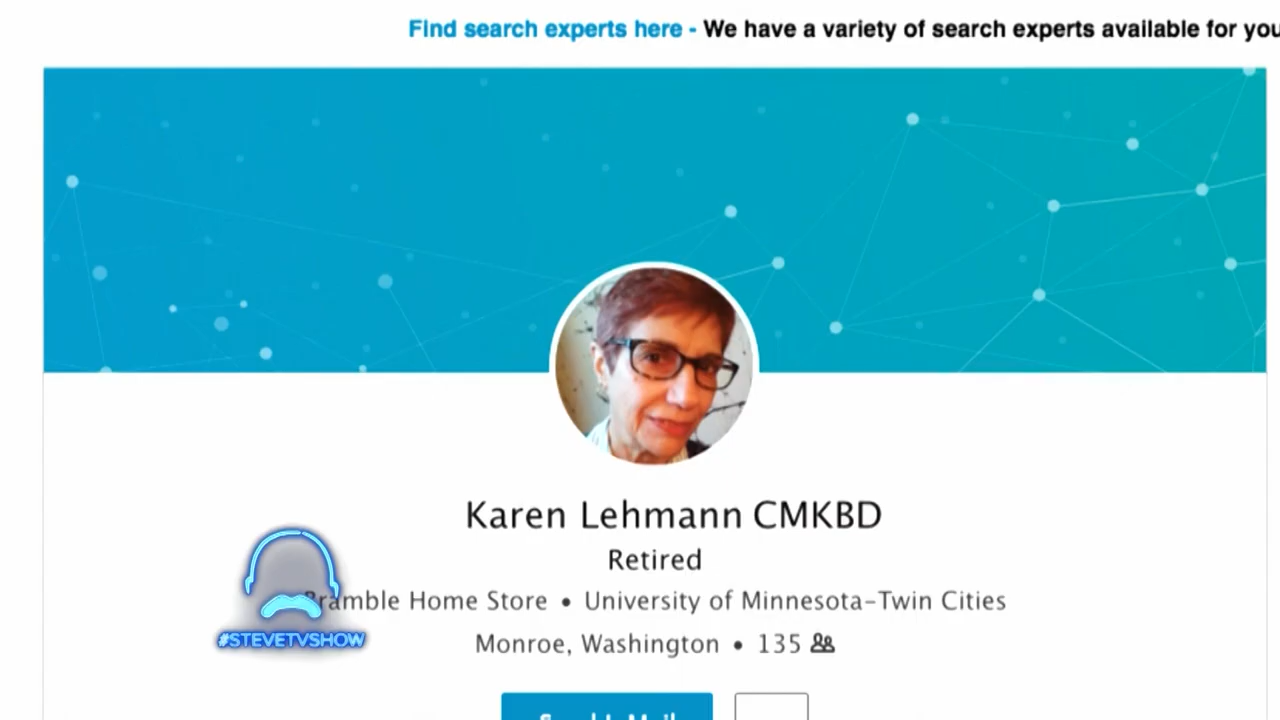 Find search experts here - We have a variety of search experts available for you
Karen Lehmann CMKBD
Retired
Bramble Home Store • University of Minnesota-Twin Cities
Monroe, Washington • 135
#STEVETVSHOW